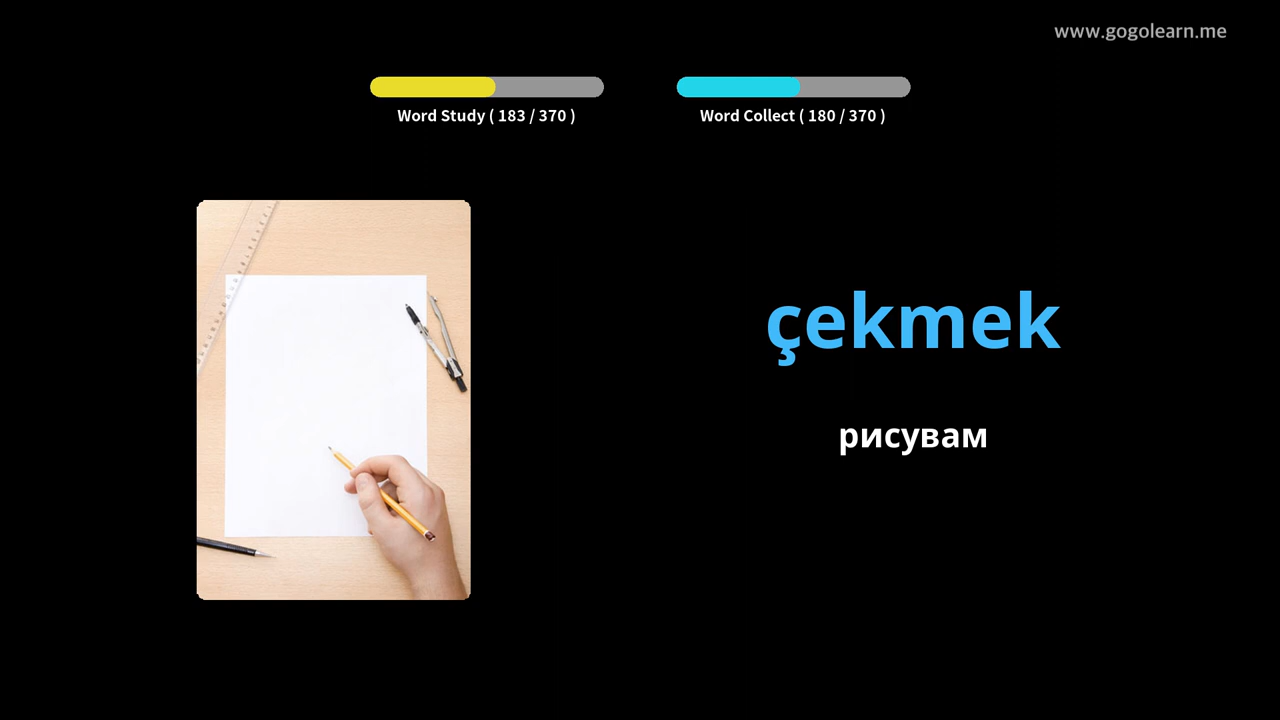 www.gogolearn.me
Word Study ( 183 / 370 )
Word Collect ( 180 / 370 )
çekmek
рисувам